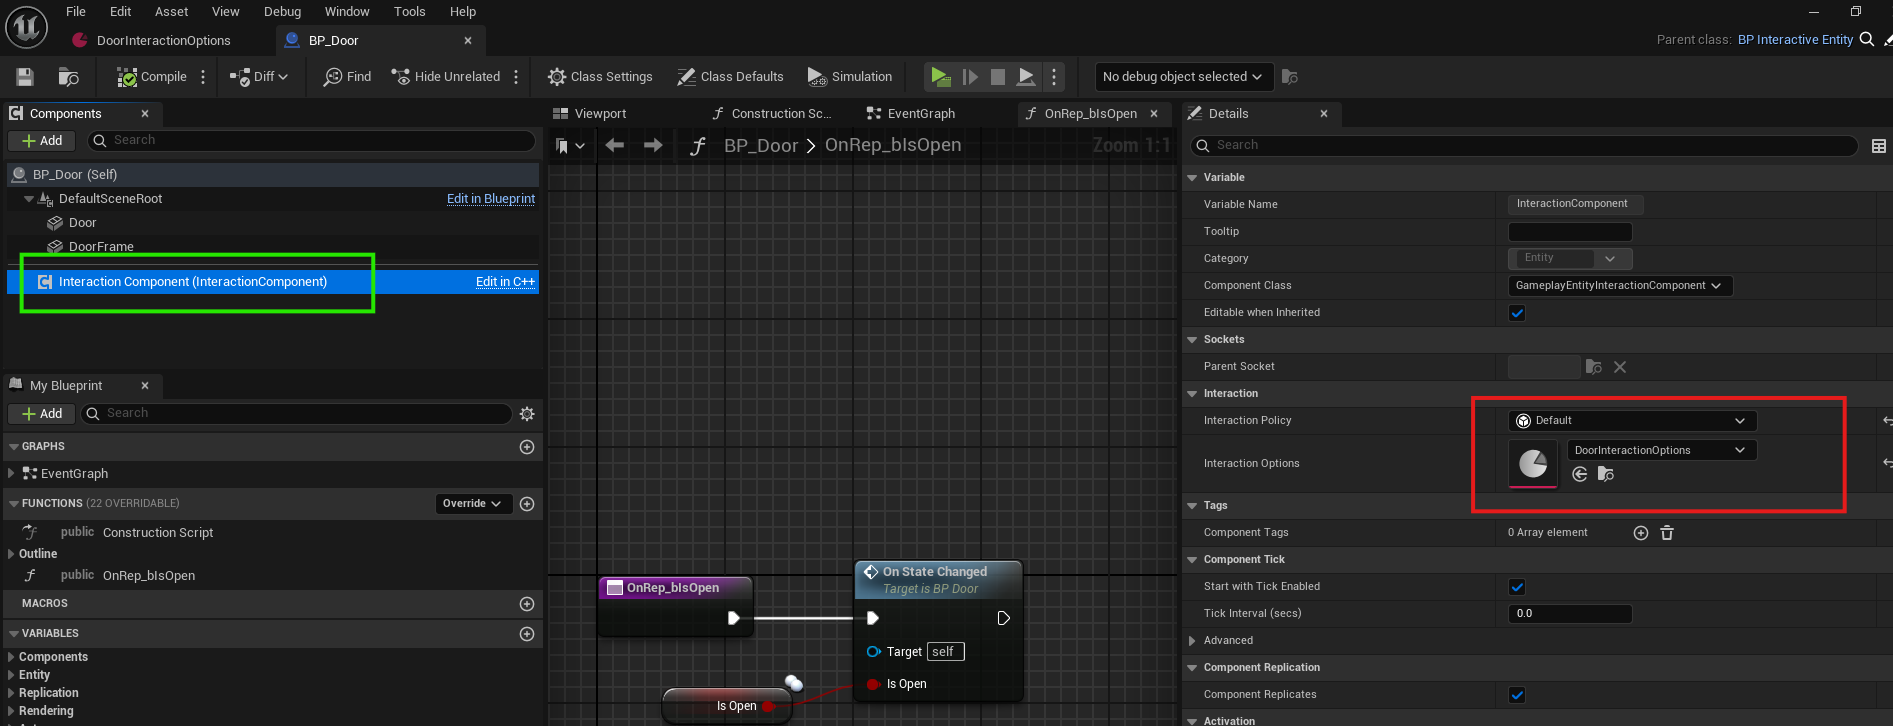 File Edit Asset View Debug Window Tools Help
DoorInteractionOptions
BP_Door
Parent class: BP Interactive Entity
Compile
Diff
Find
Hide Unrelated
Class Settings
Class Defaults
Simulation
No debug object selected
Components
Add
Search
BP_Door (Self)
DefaultSceneRoot
Edit in Blueprint
Door
DoorFrame
Interaction Component (InteractionComponent)
Edit in C++
My Blueprint
Add
Search
GRAPHS
EventGraph
FUNCTIONS (22 OVERRIDABLE)
Override
public Construction Script
Outline
public OnRep_bIsOpen
MACROS
VARIABLES
Components
Entity
Replication
Rendering
Viewport
Construction Sc...
EventGraph
OnRep_bIsOpen
BP_Door > OnRep_bIsOpen
Zoom 1:1
OnRep_bIsOpen
On State Changed
Target is BP Door
Target self
Is Open
Is Open
Details
Search
Variable
Variable Name InteractionComponent
Tooltip
Category Entity
Component Class GameplayEntityInteractionComponent
Editable when Inherited
Sockets
Parent Socket
Interaction
Interaction Policy Default
Interaction Options DoorInteractionOptions
Tags
Component Tags 0 Array element
Component Tick
Start with Tick Enabled
Tick Interval (secs) 0.0
Advanced
Component Replication
Component Replicates
Activation